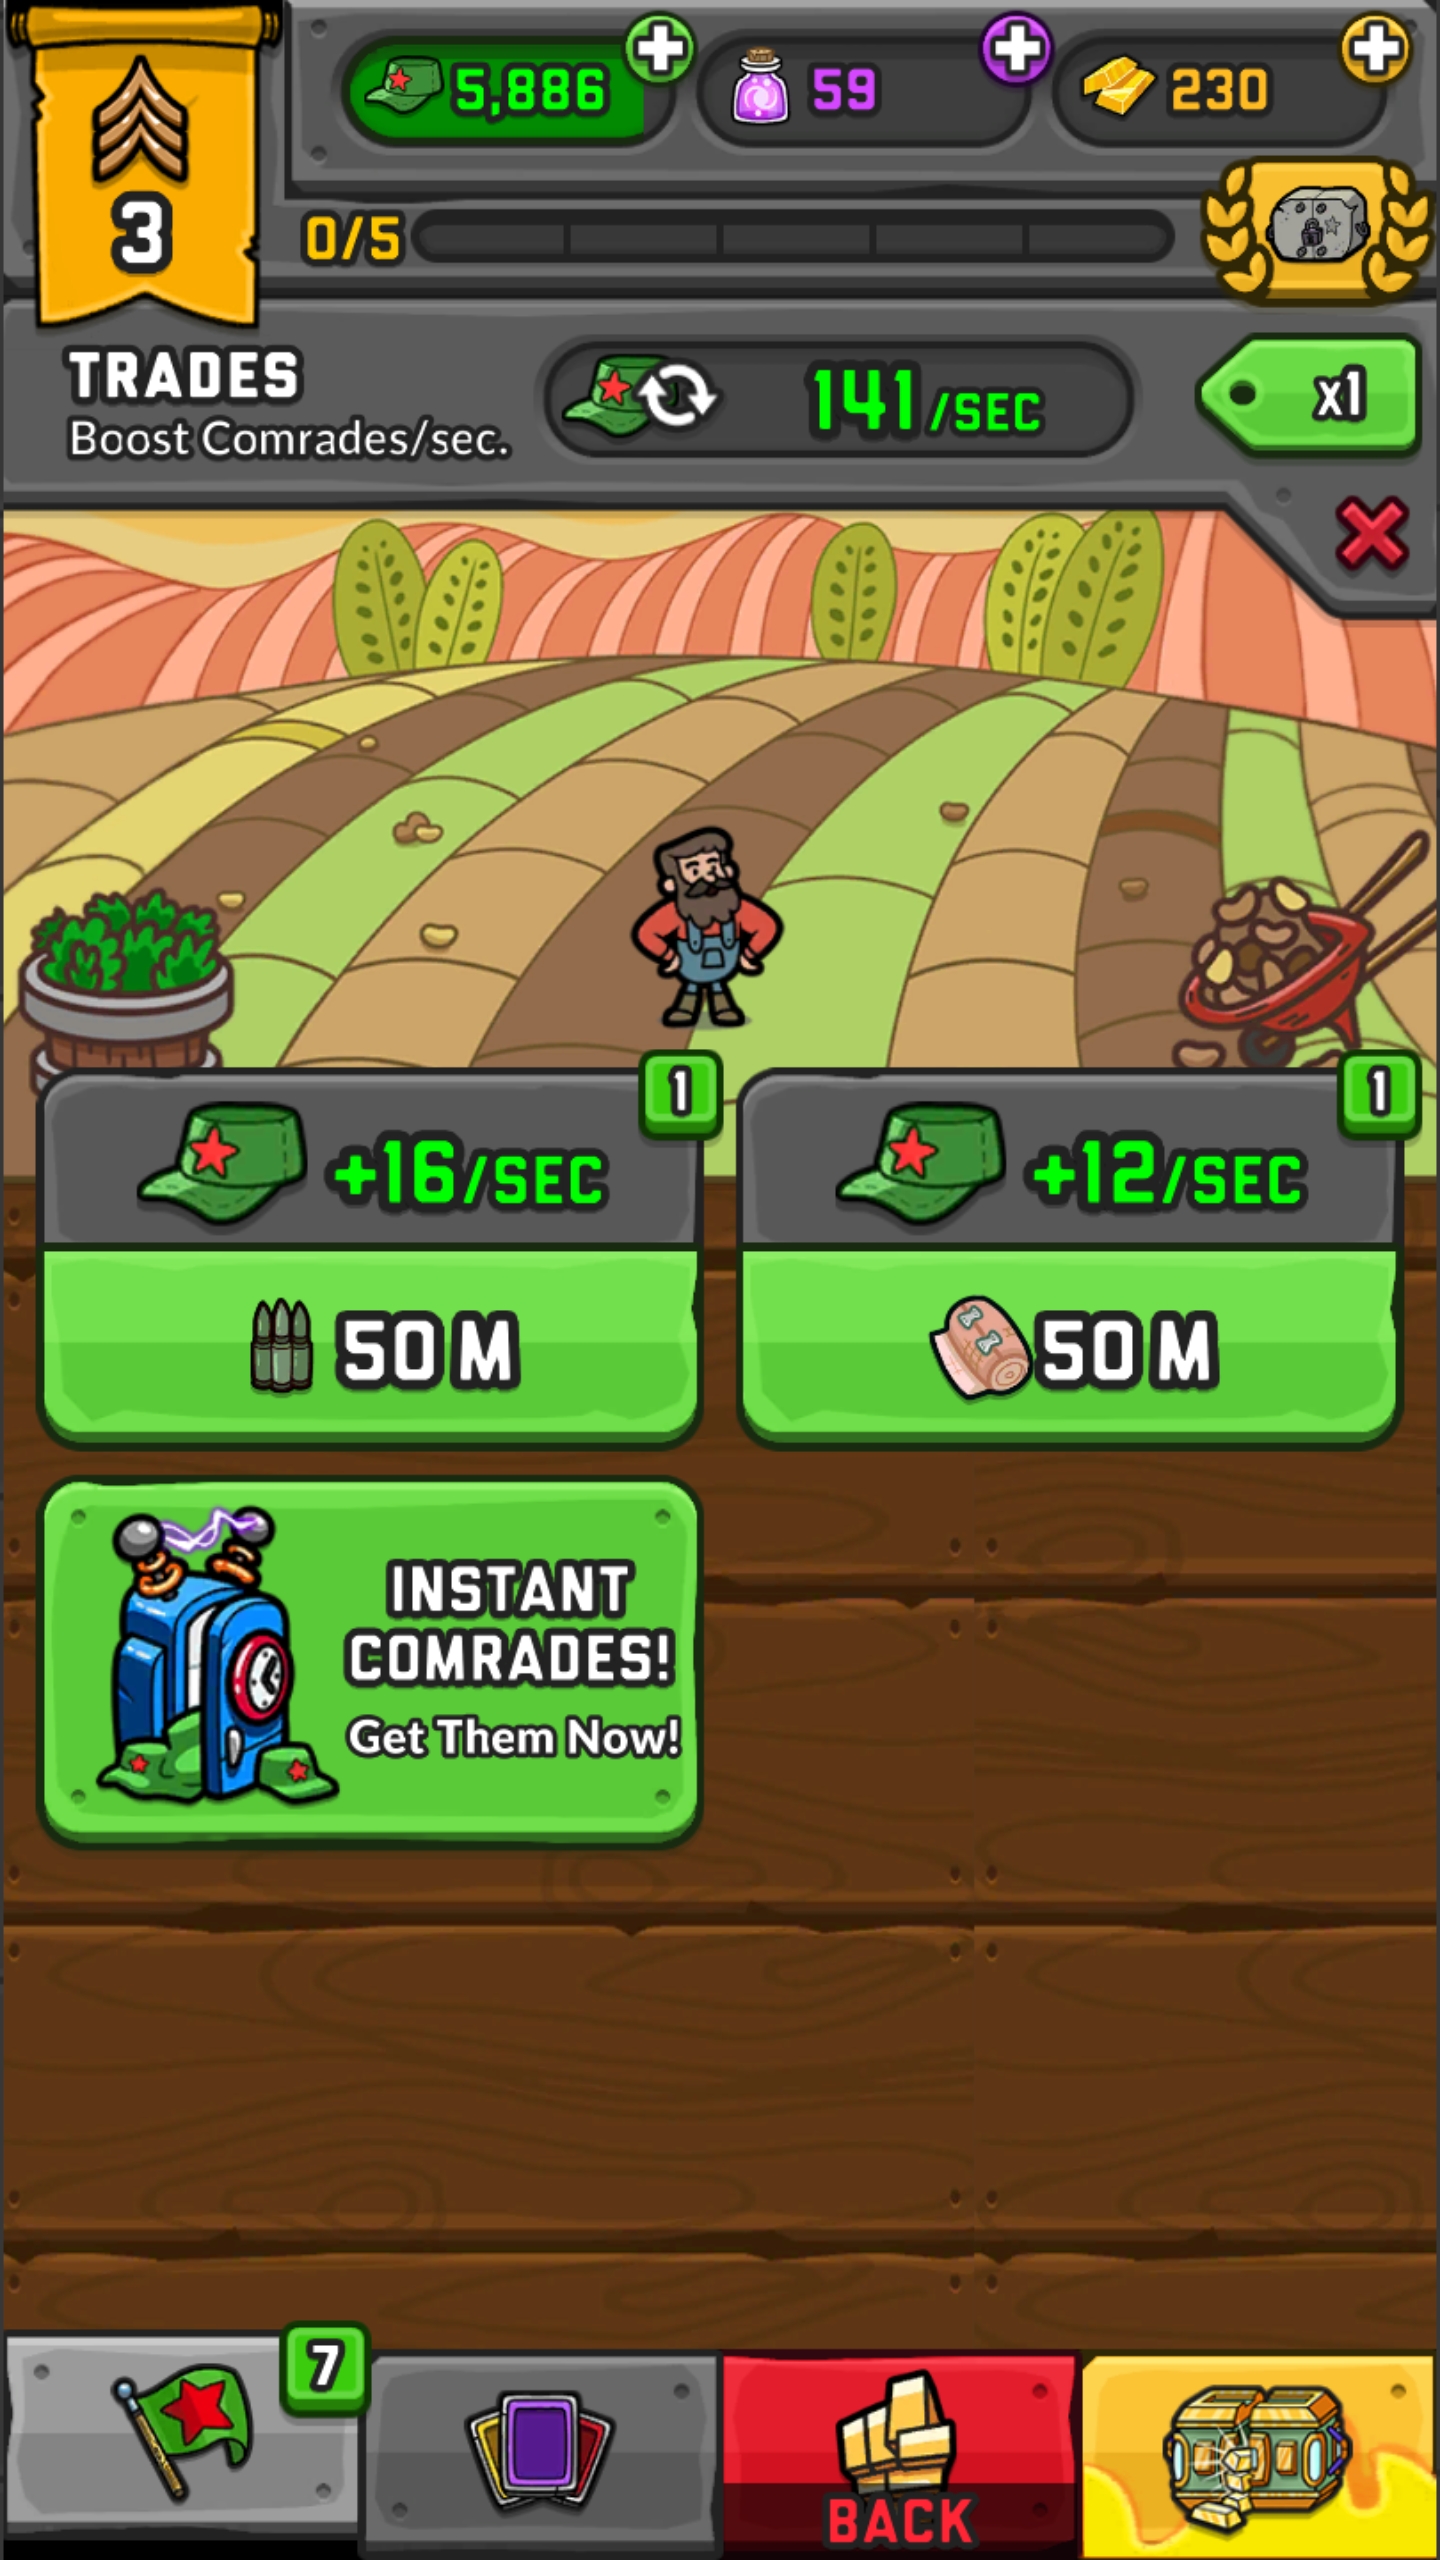 5,886
59
230
3
0/5
TRADES
Boost Comrades/sec.
141/SEC
x1
1
1
+16/SEC
+12/SEC
50 M
50 M
INSTANT
COMRADES!
Get Them Now!
7
BACK